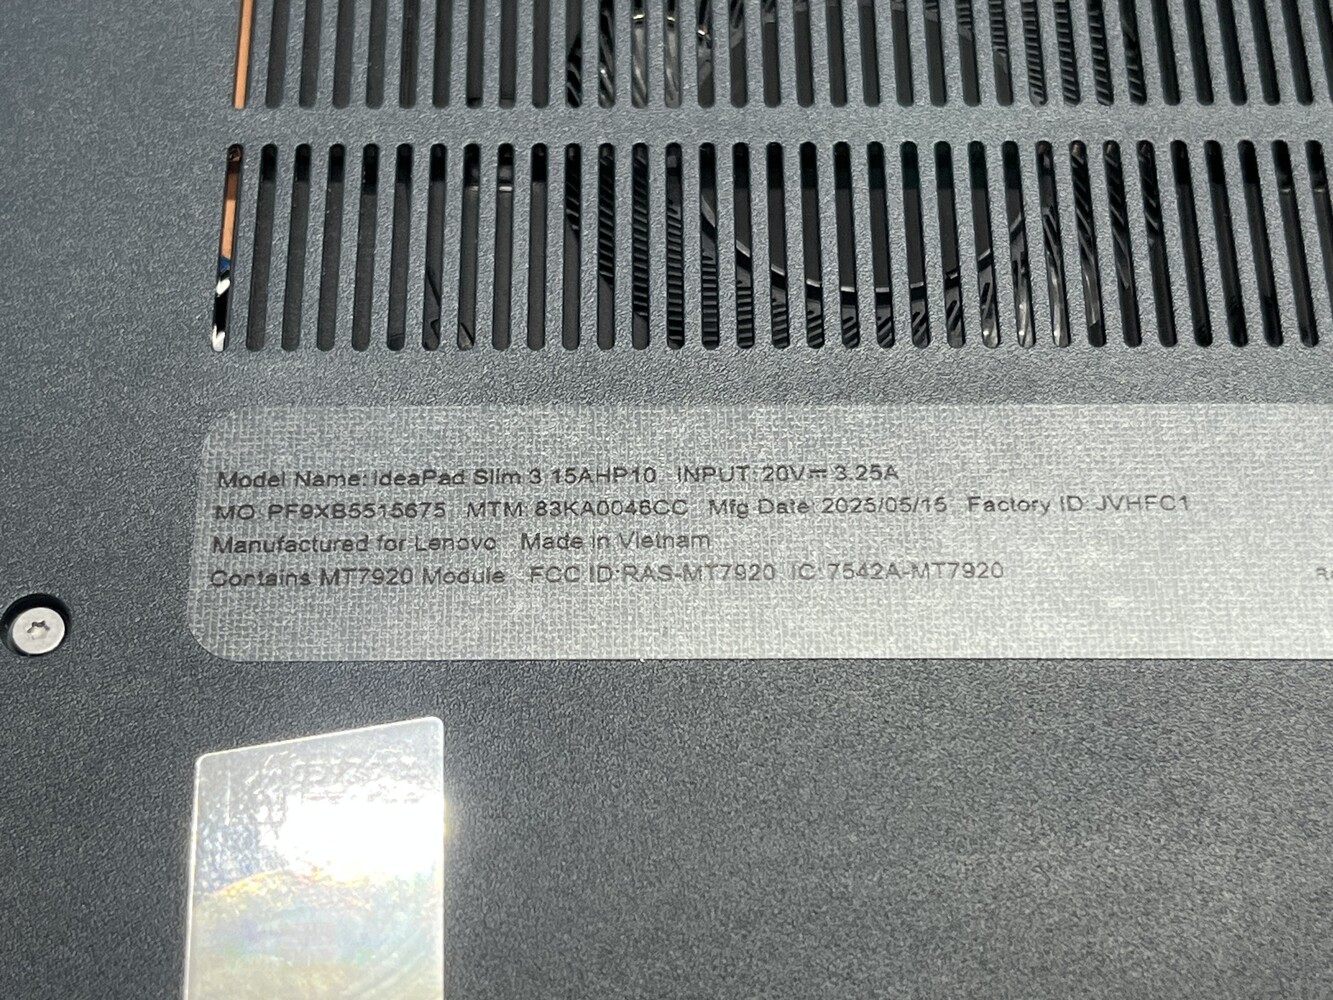 Model Name: IdeaPad Slim 3 15AHP10 INPUT: 20V⎓3.25A
MO: PF9XB5515675 MTM: 83KA0046CC Mfg Date: 2025/05/15 Factory ID: JVHFC1
Manufactured for Lenovo Made in Vietnam
Contains MT7920 Module FCC ID:RAS-MT7920 IC: 7542A-MT7920